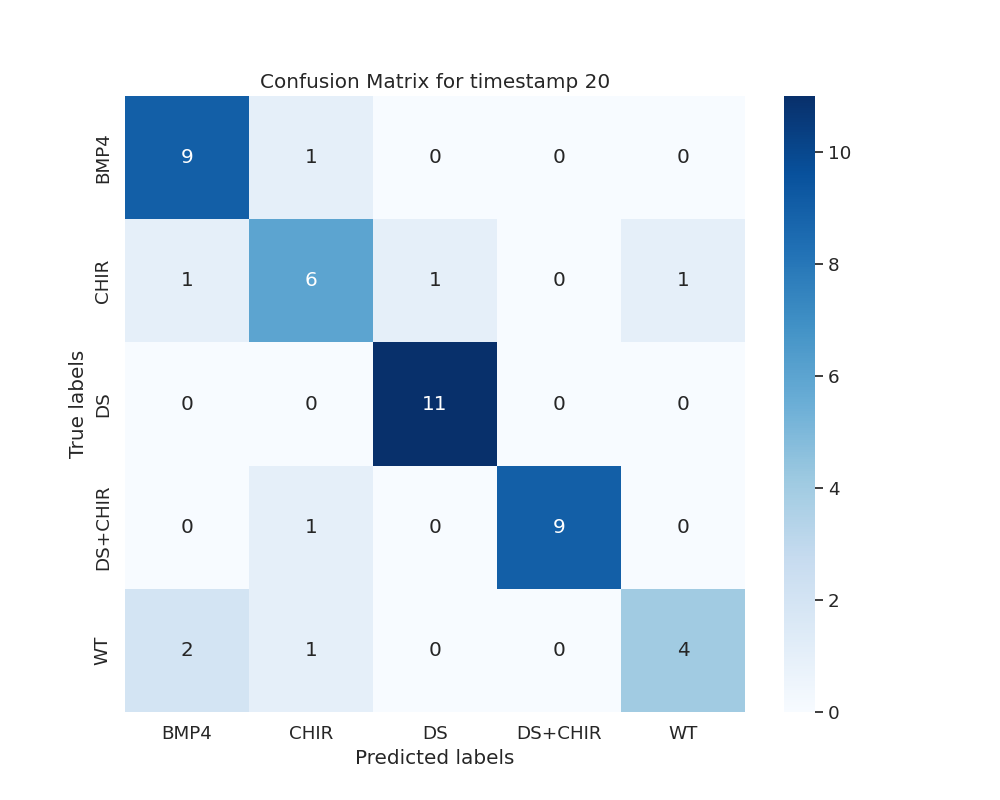 Confusion Matrix for timestamp 20
BMP4 9 1 0 0 0
CHIR 1 6 1 0 1
DS 0 0 11 0 0
DS+CHIR 0 1 0 9 0
WT 2 1 0 0 4
True labels
BMP4 CHIR DS DS+CHIR WT
Predicted labels
10
8
6
4
2
0